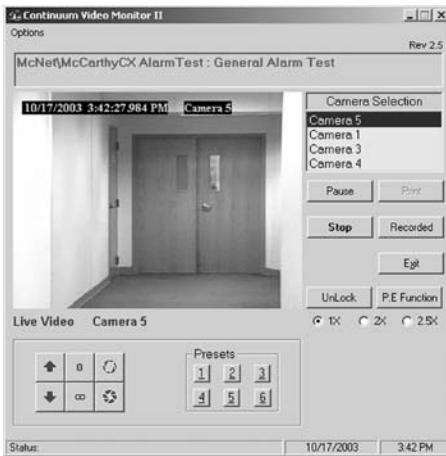 Continuum Video Monitor II
Options
Rev 2.5
McNet\McCarthyCX AlarmTest : General Alarm Test
10/17/2003 3:42:27.984 PM Camera 5
Camera Selection
Camera 5
Camera 1
Camera 3
Camera 4
Pause Print
Stop Recorded
Exit
UnLock P.E Function
Live Video Camera 5
1X 2X 2.5X
Presets
0 1 2 3
∞ 4 5 6
Status: 10/17/2003 3:42 PM